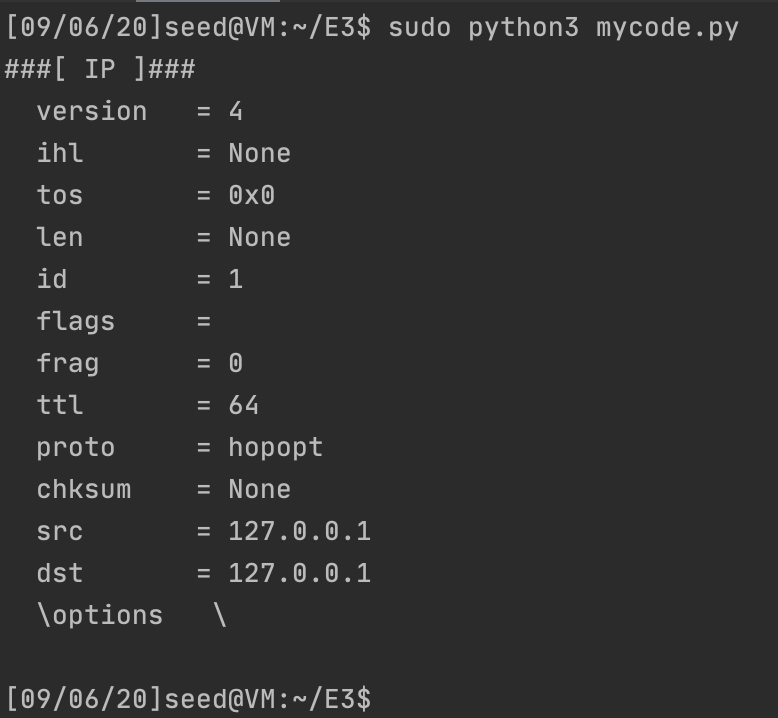 [09/06/20]seed@VM:~/E3$ sudo python3 mycode.py
###[ IP ]###
  version   = 4
  ihl       = None
  tos       = 0x0
  len       = None
  id        = 1
  flags     =
  frag      = 0
  ttl       = 64
  proto     = hopopt
  chksum    = None
  src       = 127.0.0.1
  dst       = 127.0.0.1
  \options   \

[09/06/20]seed@VM:~/E3$